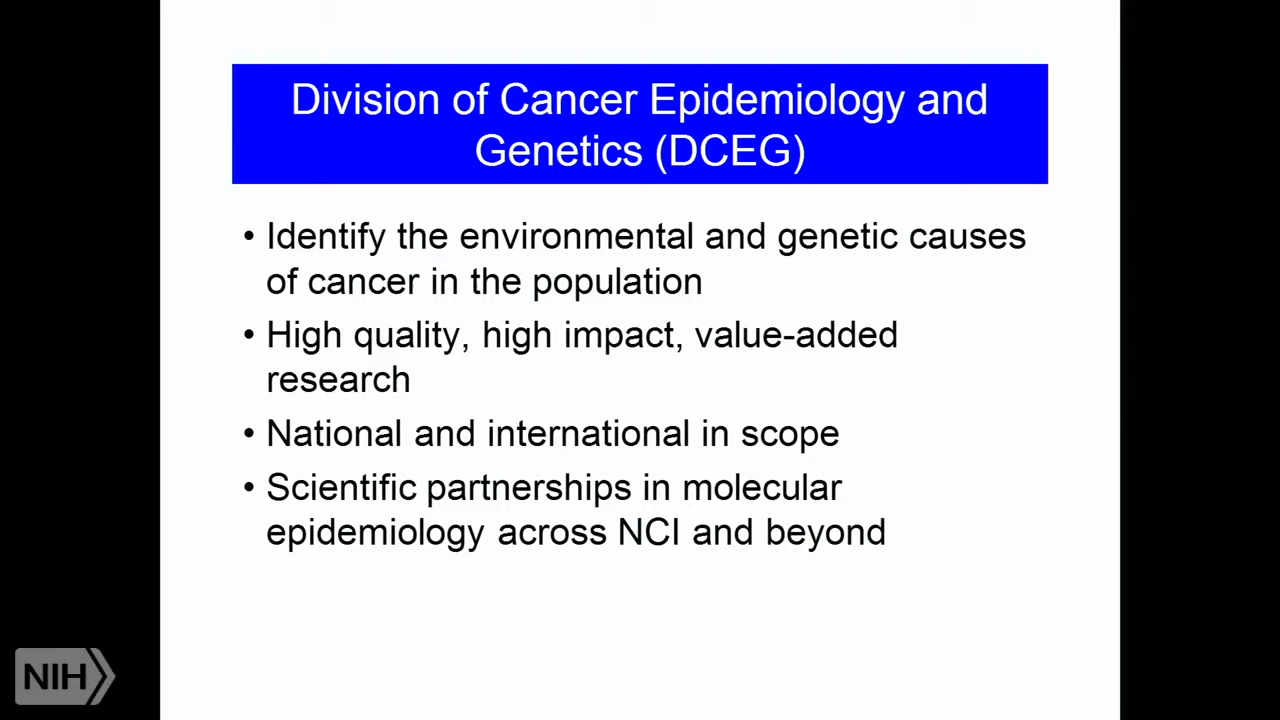 Division of Cancer Epidemiology and
Genetics (DCEG)
• Identify the environmental and genetic causes
of cancer in the population
• High quality, high impact, value-added
research
• National and international in scope
• Scientific partnerships in molecular
epidemiology across NCI and beyond
NIH